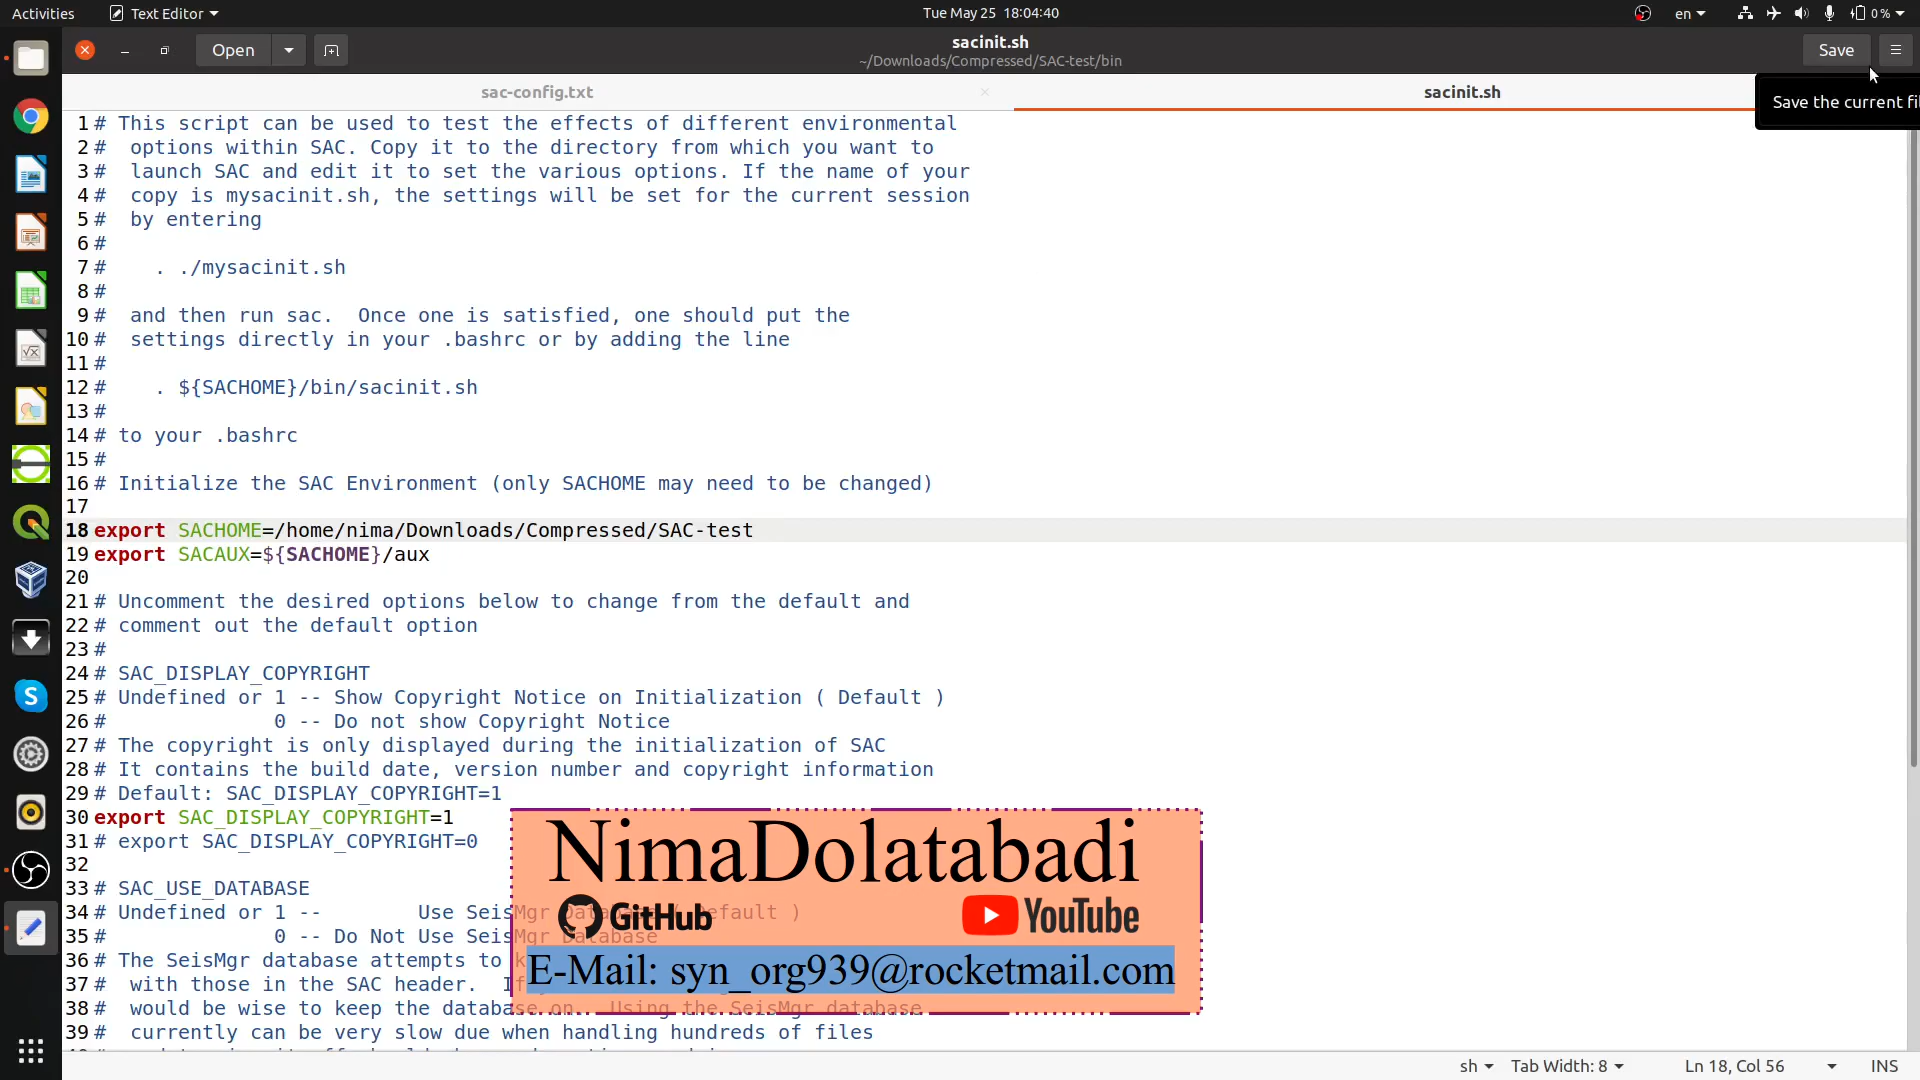 Activities Text Editor Tue May 25 18:04:40 en 0 %
Open sacinit.sh Save
~/Downloads/Compressed/SAC-test/bin
sac-config.txt sacinit.sh
Save the current fi
1 # This script can be used to test the effects of different environmental
2 #  options within SAC. Copy it to the directory from which you want to
3 #  launch SAC and edit it to set the various options. If the name of your
4 #  copy is mysacinit.sh, the settings will be set for the current session
5 #  by entering
6 #
7 #    . ./mysacinit.sh
8 #
9 #  and then run sac.  Once one is satisfied, one should put the
10 #  settings directly in your .bashrc or by adding the line
11 #
12 #    . ${SACHOME}/bin/sacinit.sh
13 #
14 # to your .bashrc
15 #
16 # Initialize the SAC Environment (only SACHOME may need to be changed)
17
18 export SACHOME=/home/nima/Downloads/Compressed/SAC-test
19 export SACAUX=${SACHOME}/aux
20
21 # Uncomment the desired options below to change from the default and
22 # comment out the default option
23 #
24 # SAC_DISPLAY_COPYRIGHT
25 # Undefined or 1 -- Show Copyright Notice on Initialization ( Default )
26 #              0 -- Do not show Copyright Notice
27 # The copyright is only displayed during the initialization of SAC
28 # It contains the build date, version number and copyright information
29 # Default: SAC_DISPLAY_COPYRIGHT=1
30 export SAC_DISPLAY_COPYRIGHT=1
31 # export SAC_DISPLAY_COPYRIGHT=0
32
33 # SAC_USE_DATABASE
34 # Undefined or 1 --        Use SeisMgr Database ( Default )
35 #              0 -- Do Not Use SeisMgr Database
36 # The SeisMgr database attempts to
37 #  with those in the SAC header.
38 #  would be wise to keep the database on.  Using the SeisMgr database
39 #  currently can be very slow due when handling hundreds of files
NimaDolatabadi
GitHub YouTube
E-Mail: syn_org939@rocketmail.com
sh Tab Width: 8 Ln 18, Col 56 INS